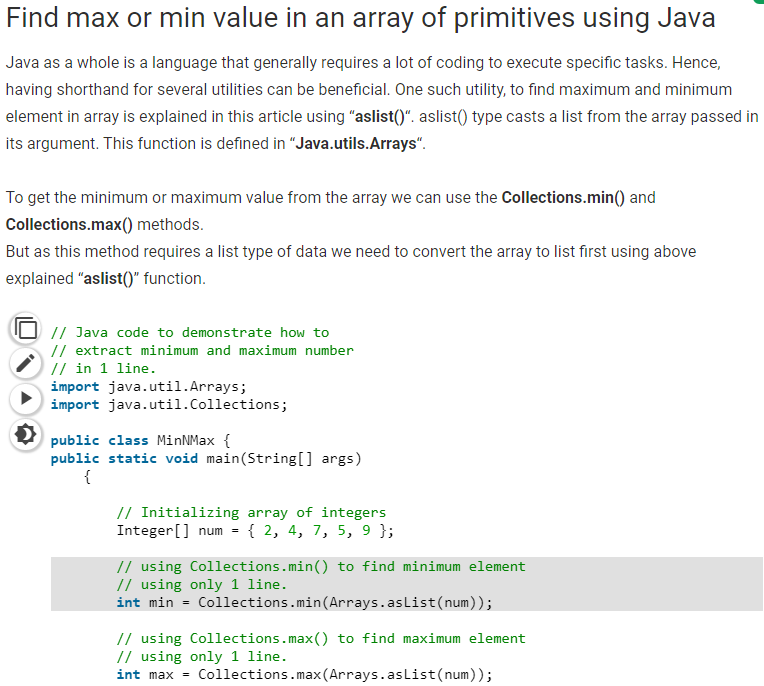 Find max or min value in an array of primitives using Java
Java as a whole is a language that generally requires a lot of coding to execute specific tasks. Hence,
having shorthand for several utilities can be beneficial. One such utility, to find maximum and minimum
element in array is explained in this article using “aslist()“. aslist() type casts a list from the array passed in
its argument. This function is defined in “Java.utils.Arrays“.
To get the minimum or maximum value from the array we can use the Collections.min() and
Collections.max() methods.
But as this method requires a list type of data we need to convert the array to list first using above
explained “aslist()” function.
// Java code to demonstrate how to
// extract minimum and maximum number
// in 1 line.
import java.util.Arrays;
import java.util.Collections;
public class MinNMax {
public static void main(String[] args)
{
// Initializing array of integers
Integer[] num = { 2, 4, 7, 5, 9 };
// using Collections.min() to find minimum element
// using only 1 line.
int min = Collections.min(Arrays.asList(num));
// using Collections.max() to find maximum element
// using only 1 line.
int max = Collections.max(Arrays.asList(num));